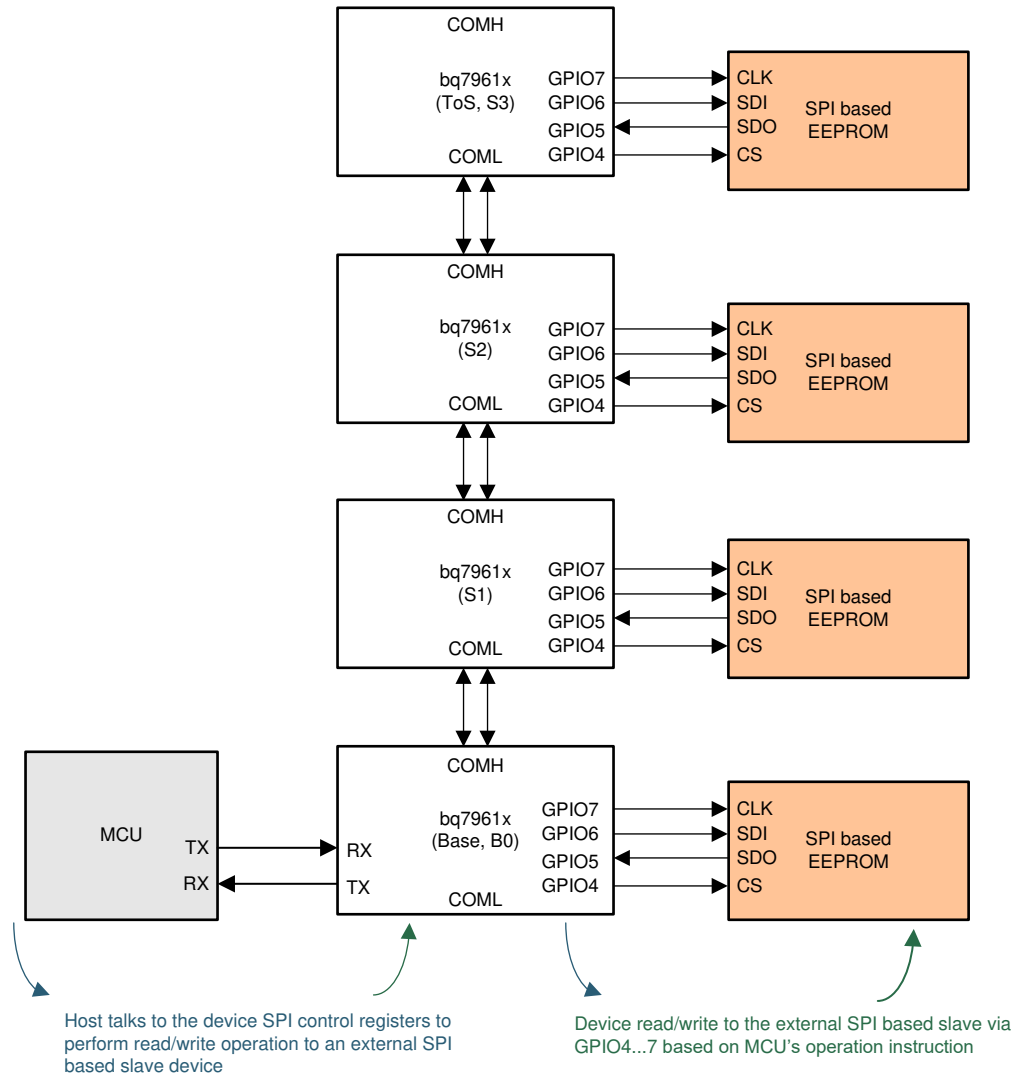 COMH
bq7961x
(ToS, S3)
COML
GPIO7
GPIO6
GPIO5
GPIO4
CLK
SDI
SDO
CS
SPI based
EEPROM
COMH
bq7961x
(S2)
COML
GPIO7
GPIO6
GPIO5
GPIO4
CLK
SDI
SDO
CS
SPI based
EEPROM
COMH
bq7961x
(S1)
COML
GPIO7
GPIO6
GPIO5
GPIO4
CLK
SDI
SDO
CS
SPI based
EEPROM
MCU
TX
RX
COMH
bq7961x
(Base, B0)
RX
TX
COML
GPIO7
GPIO6
GPIO5
GPIO4
CLK
SDI
SDO
CS
SPI based
EEPROM
Host talks to the device SPI control registers to
perform read/write operation to an external SPI
based slave device
Device read/write to the external SPI based slave via
GPIO4...7 based on MCU's operation instruction